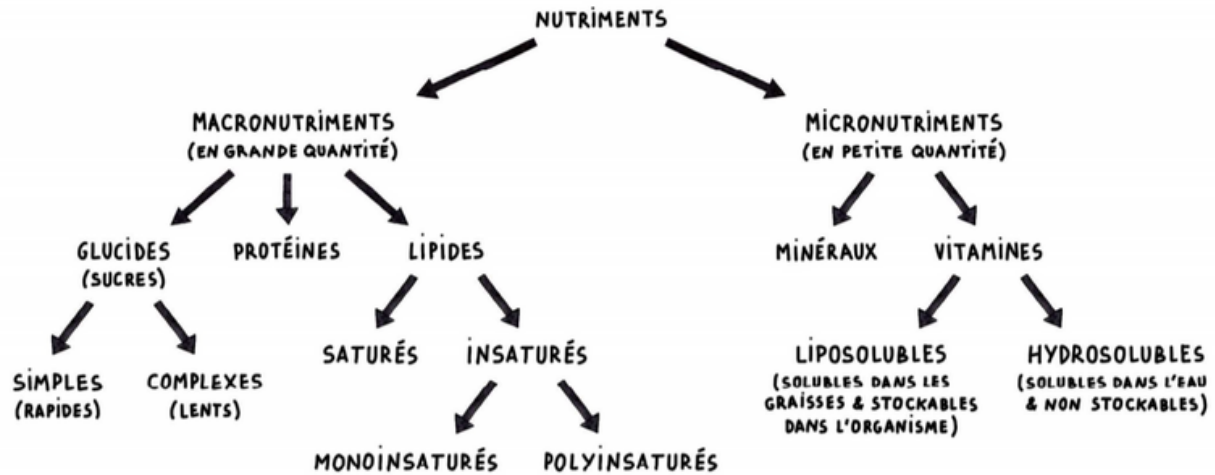 NUTRIMENTS
MACRONUTRIMENTS
(EN GRANDE QUANTITÉ)
MICRONUTRIMENTS
(EN PETITE QUANTITÉ)
GLUCIDES
(SUCRES)
PROTÉINES
LIPIDES
MINÉRAUX
VITAMINES
SIMPLES
(RAPIDES)
COMPLEXES
(LENTS)
SATURÉS
INSATURÉS
LIPOSOLUBLES
(SOLUBLES DANS LES
GRAISSES & STOCKABLES
DANS L'ORGANISME)
HYDROSOLUBLES
(SOLUBLES DANS L'EAU
& NON STOCKABLES)
MONOINSATURÉS
POLYINSATURÉS